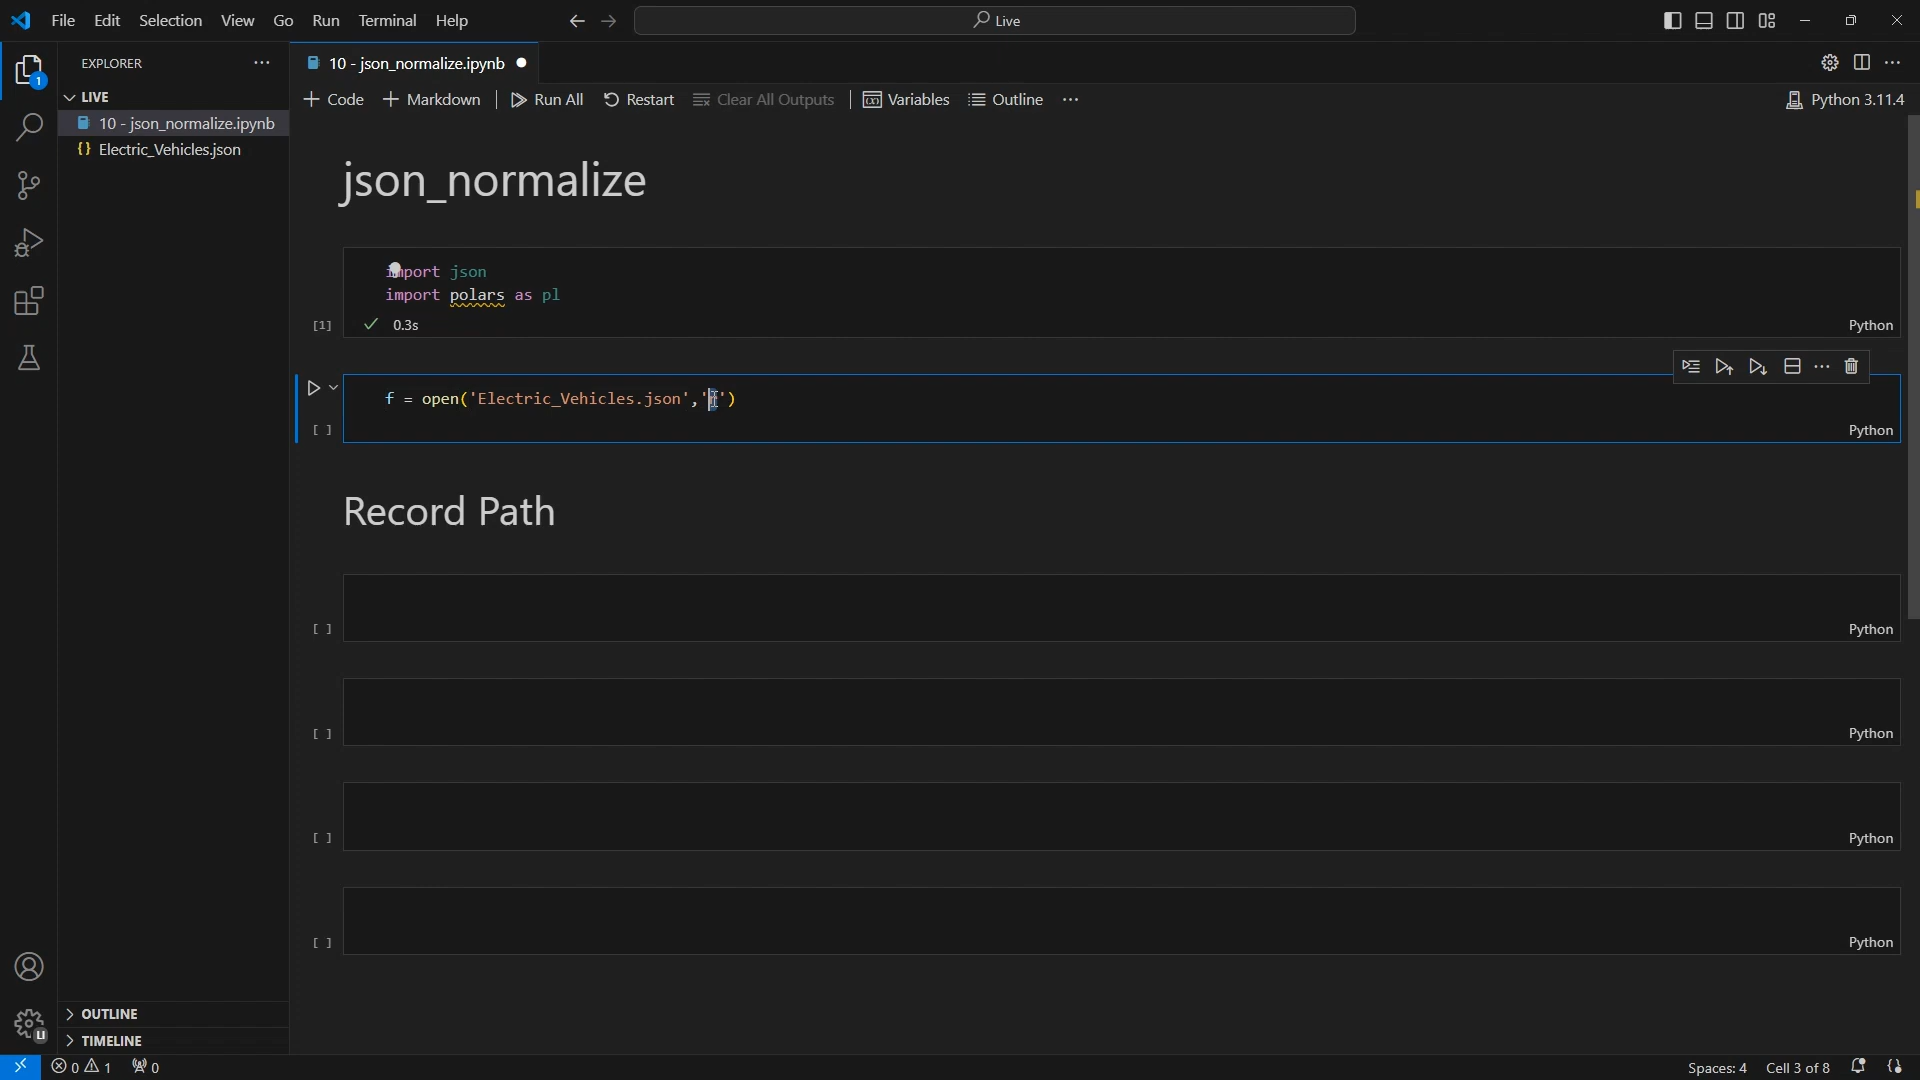 File Edit Selection View Go Run Terminal Help
Live
EXPLORER
LIVE
10 - json_normalize.ipynb
Electric_Vehicles.json
OUTLINE
TIMELINE
10 - json_normalize.ipynb
Code Markdown Run All Restart Clear All Outputs Variables Outline
Python 3.11.4
json_normalize
import json
import polars as pl
[1] 0.3s Python
f = open('Electric_Vehicles.json','r')
[ ] Python
Record Path
[ ] Python
[ ] Python
[ ] Python
[ ] Python
1
0 1 0
Spaces: 4 Cell 3 of 8